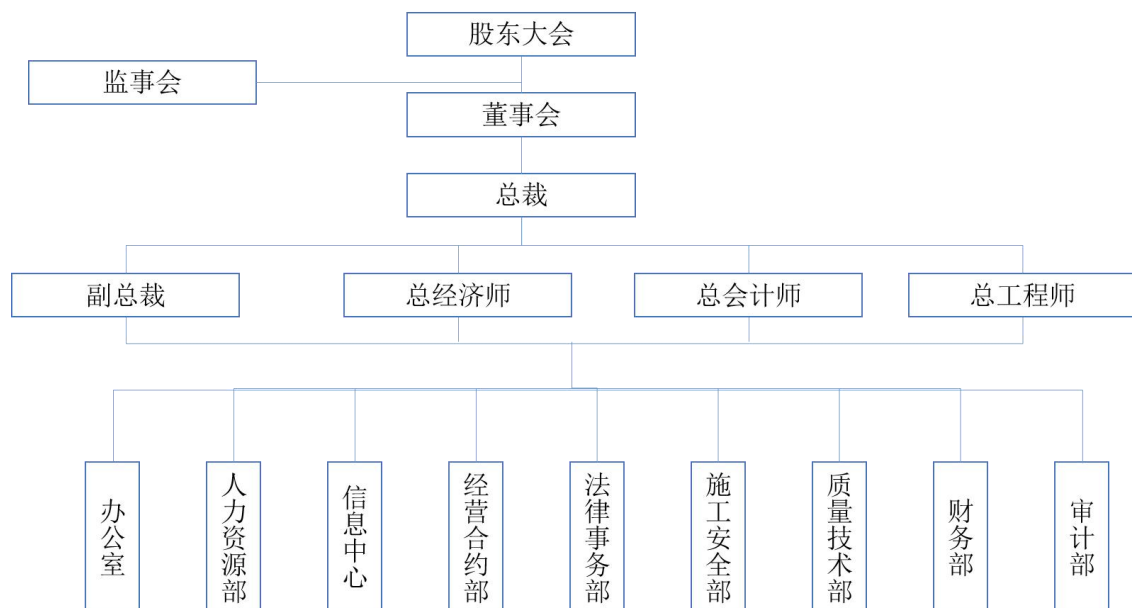 股东大会
监事会
董事会
总裁
副总裁
总经济师
总会计师
总工程师
办公室
人力资源部
信息中心
经营合约部
法律事务部
施工安全部
质量技术部
财务部
审计部